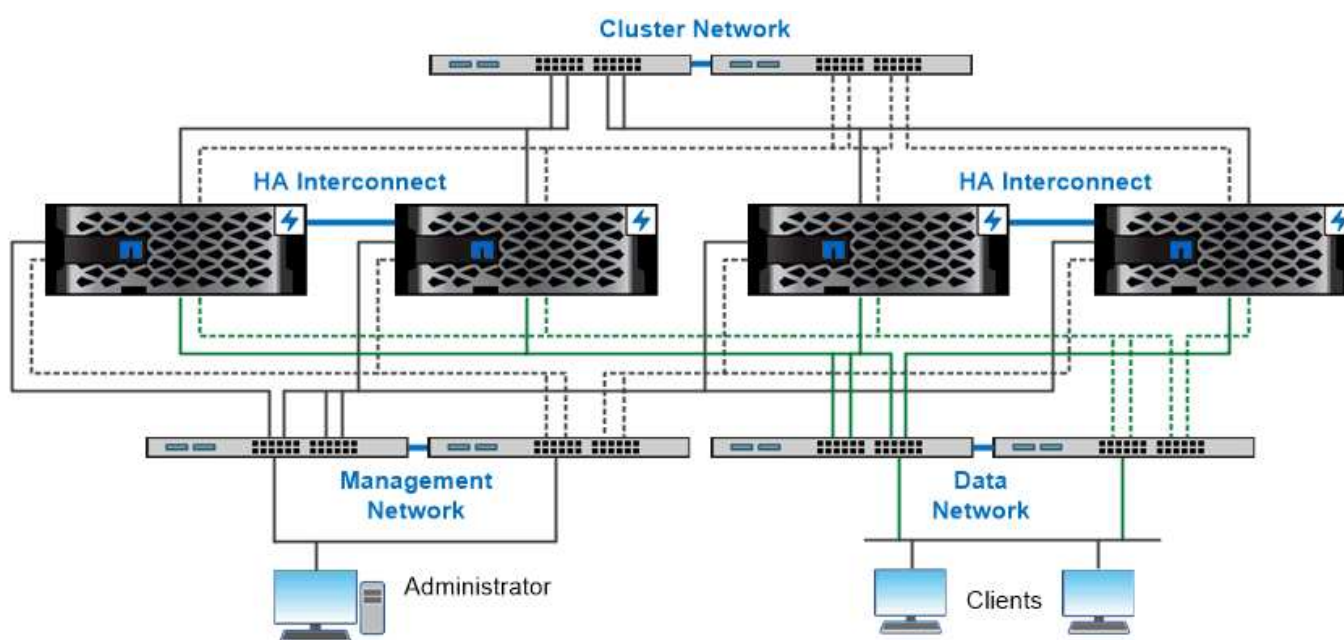 Cluster Network
HA Interconnect
HA Interconnect
Management
Network
Data
Network
Administrator
Clients